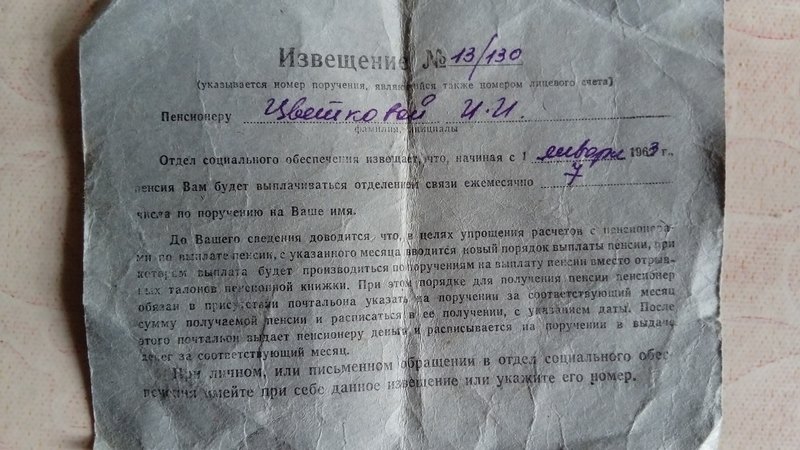 Извещение № 13/130
(указывается номер поручения, являющийся также номером лицевого счета)
Пенсионеру Цветковой И.И.
фамилия, инициалы
Отдел социального обеспечения извещает, что, начиная с 1 января 1963 г.,
пенсия Вам будет выплачиваться отделением связи ежемесячно 7
числа по поручению на Ваше имя.
До Вашего сведения доводится что, в целях упрощения расчетов с пенсионера-
ми по выплате пенсии, с указанного месяца вводится новый порядок выплаты пенсии, при
котором выплата будет производиться по поручениям на выплату пенсии вместо отрыв-
ных талонов пенсионной книжки. При этом порядке для получения пенсии пенсионер
обязан в присутствии почтальона указать на поручении за соответствующий месяц
сумму получаемой пенсии и расписаться в ее получении, с указанием даты. После
этого почтальон выдает пенсионеру деньги и расписывается на поручении в выдаче
денег за соответствующий месяц.
При личном, или письменном обращении в отдел социального обес-
печения имейте при себе данное извещение или укажите его номер.